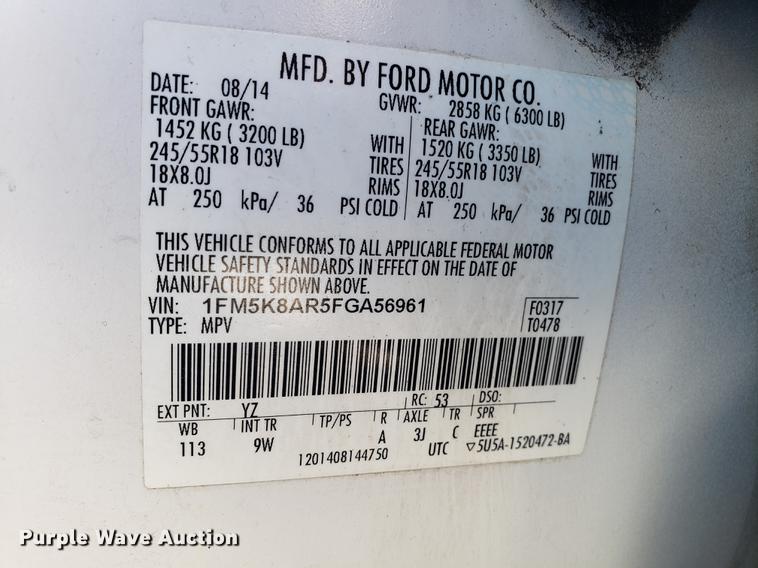 MFD. BY FORD MOTOR CO.
DATE: 08/14 GVWR: 2858 KG ( 6300 LB)
FRONT GAWR: REAR GAWR:
1452 KG ( 3200 LB) WITH 1520 KG ( 3350 LB) WITH
245/55R18 103V TIRES 245/55R18 103V TIRES
18X8.0J RIMS 18X8.0J RIMS
AT 250 kPa/ 36 PSI COLD AT 250 kPa/ 36 PSI COLD
THIS VEHICLE CONFORMS TO ALL APPLICABLE FEDERAL MOTOR
VEHICLE SAFETY STANDARDS IN EFFECT ON THE DATE OF
MANUFACTURE SHOWN ABOVE.
VIN: 1FM5K8AR5FGA56961 F0317
TYPE: MPV T0478
EXT PNT: YZ RC: 53 DSO:
WB INT TR TP/PS R AXLE TR SPR
113 9W A 3J C EEEE
1201408144750 UTC ▽5U5A-1520472-BA
Purple Wave Auction